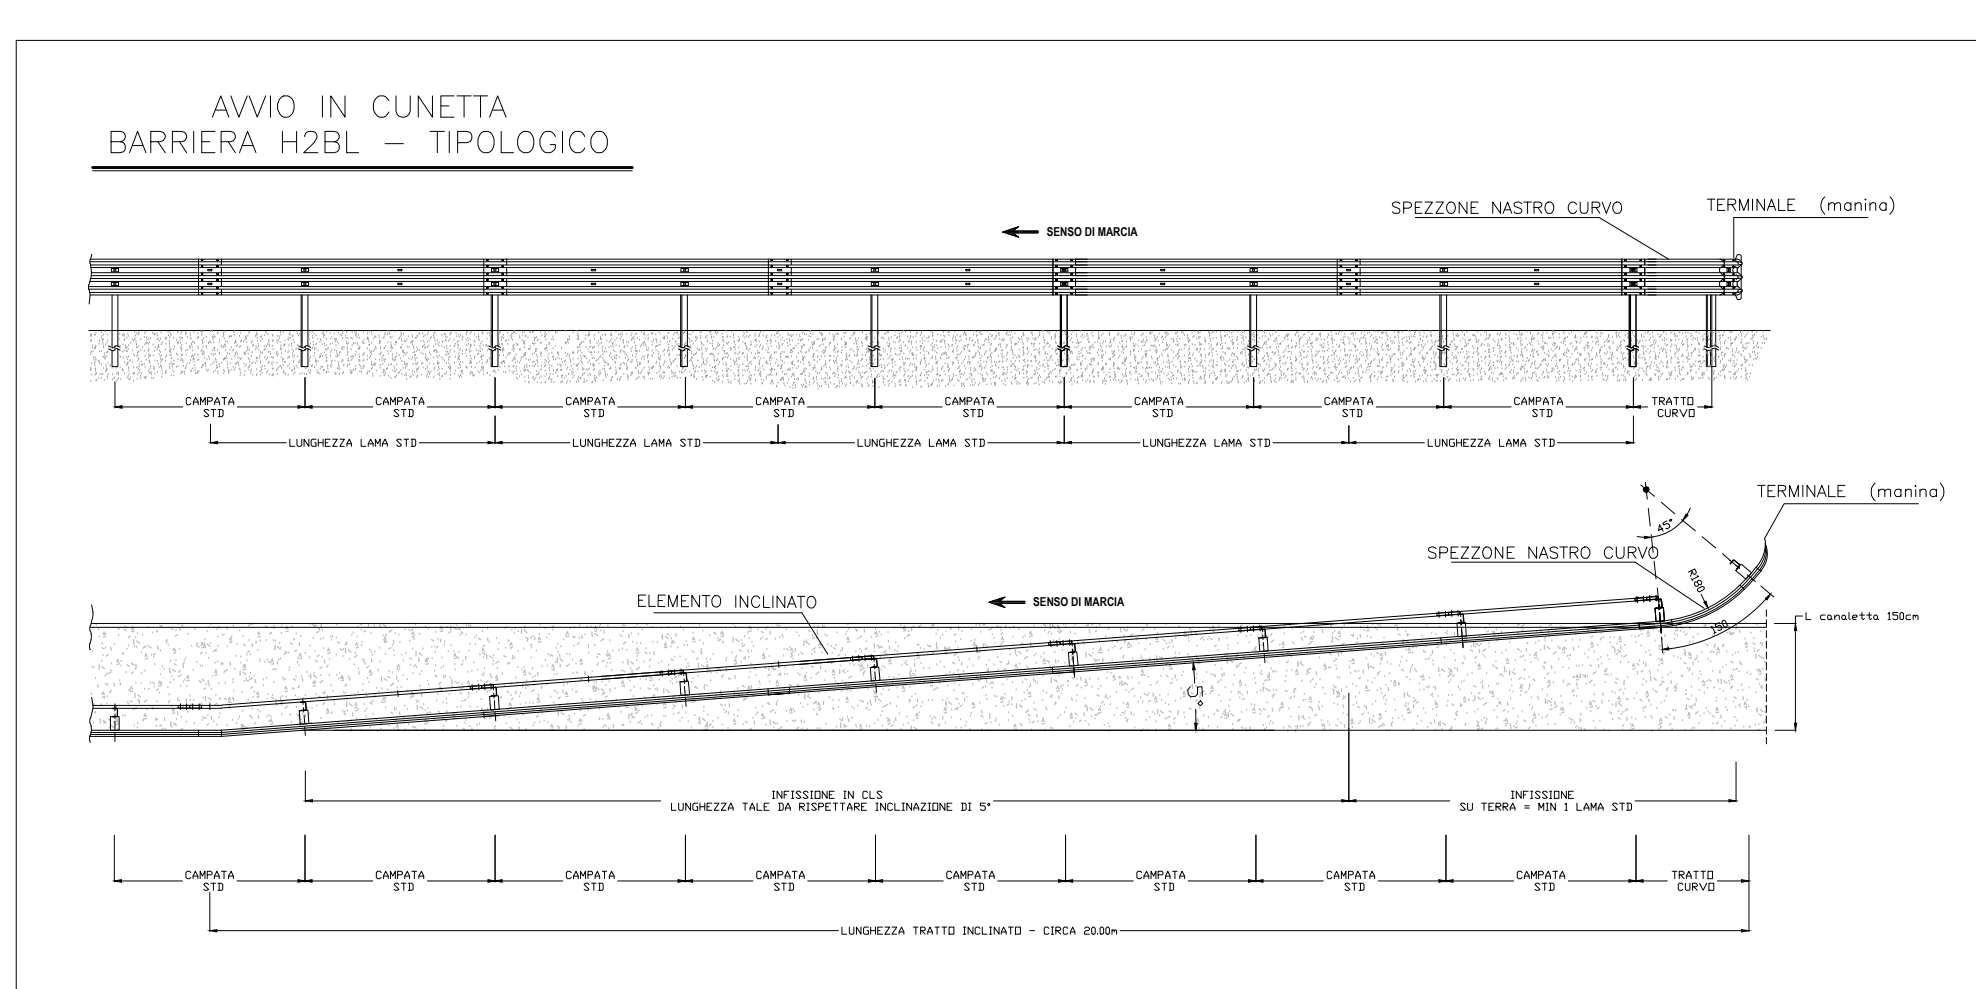 AVVIO IN CUNETTA
BARRIERA H2BL – TIPOLOGICO
SPEZZONE NASTRO CURVO
TERMINALE (manina)
SENSO DI MARCIA
CAMPATA STD
CAMPATA STD
CAMPATA STD
CAMPATA STD
CAMPATA STD
CAMPATA STD
CAMPATA STD
CAMPATA STD
TRATTO CURVO
LUNGHEZZA LAMA STD
LUNGHEZZA LAMA STD
LUNGHEZZA LAMA STD
LUNGHEZZA LAMA STD
LUNGHEZZA LAMA STD
TERMINALE (manina)
45°
SPEZZONE NASTRO CURVO
R180
ELEMENTO INCLINATO
SENSO DI MARCIA
L canaletta 150cm
150
5°
INFISSIONE IN CLS
LUNGHEZZA TALE DA RISPETTARE INCLINAZIONE DI 5°
INFISSIONE
SU TERRA = MIN 1 LAMA STD
CAMPATA STD
CAMPATA STD
CAMPATA STD
CAMPATA STD
CAMPATA STD
CAMPATA STD
CAMPATA STD
CAMPATA STD
TRATTO CURVO
LUNGHEZZA TRATTO INCLINATO - CIRCA 20.00m